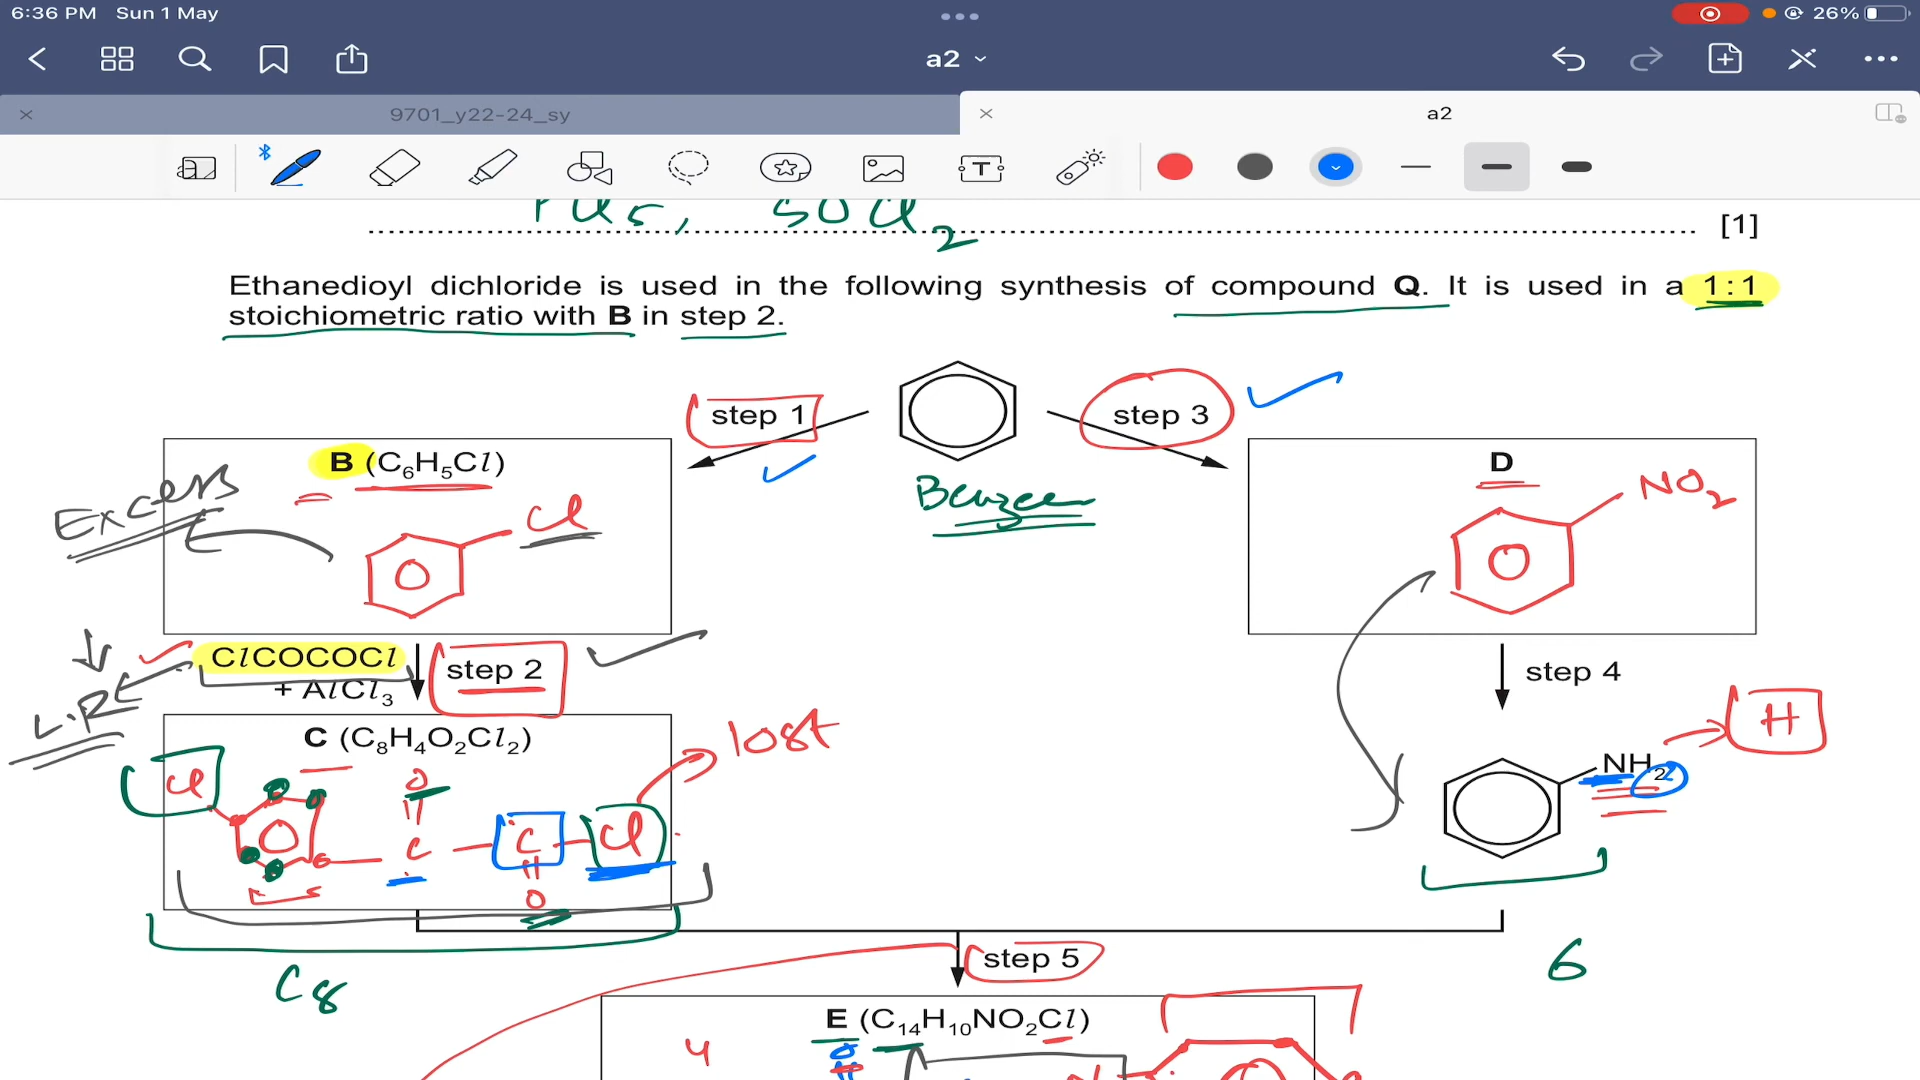 6:36 PM Sun 1 May
26%
a2
9701_y22-24_sy
a2
T
SOCl2
[1]
Ethanedioyl dichloride is used in the following synthesis of compound Q. It is used in a 1:1
stoichiometric ratio with B in step 2.
step 1
step 3
B (C6H5Cl)
D
Excess
Cl
NO2
ClCOCOCl
+ AlCl3
step 2
step 4
L.R
C (C8H4O2Cl2)
lost
H
Cl
O
NH2
C
C
Cl
O
step 5
C8
6
E (C14H10NO2Cl)
4
O